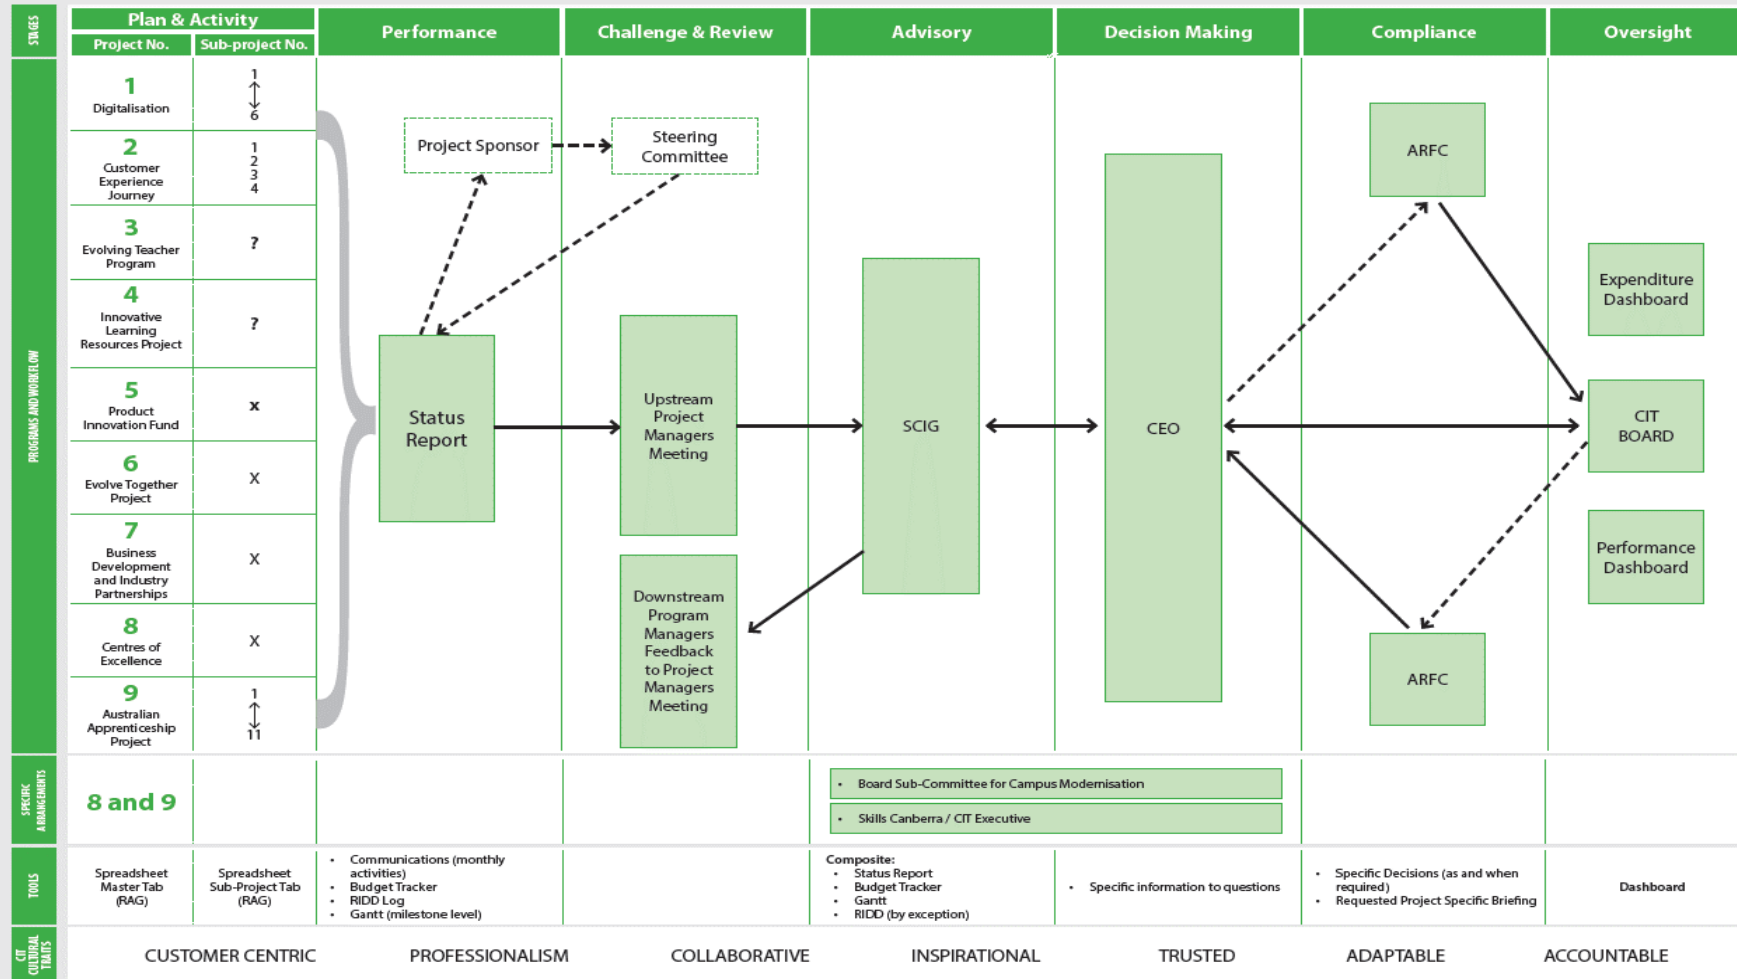 STAGES
Plan & Activity
Project No.
Sub-project No.
Performance
Challenge & Review
Advisory
Decision Making
Compliance
Oversight
PROGRAMS AND WORKFLOW
1
Digitalisation
1
6
2
Customer
Experience
Journey
1
2
3
4
3
Evolving Teacher
Program
?
4
Innovative
Learning
Resources Project
?
5
Product
Innovation Fund
x
6
Evolve Together
Project
X
7
Business
Development
and Industry
Partnerships
X
8
Centres of
Excellence
X
9
Australian
Apprenticeship
Project
1
11
Project Sponsor
Steering
Committee
Status
Report
Upstream
Project
Managers
Meeting
Downstream
Program
Managers
Feedback
to Project
Managers
Meeting
SCIG
CEO
ARFC
ARFC
Expenditure
Dashboard
CIT
BOARD
Performance
Dashboard
SPECIFIC
ARRANGEMENTS
8 and 9
• Board Sub-Committee for Campus Modernisation
• Skills Canberra / CIT Executive
TOOLS
Spreadsheet
Master Tab
(RAG)
Spreadsheet
Sub-Project Tab
(RAG)
• Communications (monthly
activities)
• Budget Tracker
• RIDD Log
• Gantt (milestone level)
Composite:
• Status Report
• Budget Tracker
• Gantt
• RIDD (by exception)
• Specific information to questions
• Specific Decisions (as and when
required)
• Requested Project Specific Briefing
Dashboard
CIT
CULTURAL
TRAITS
CUSTOMER CENTRIC
PROFESSIONALISM
COLLABORATIVE
INSPIRATIONAL
TRUSTED
ADAPTABLE
ACCOUNTABLE